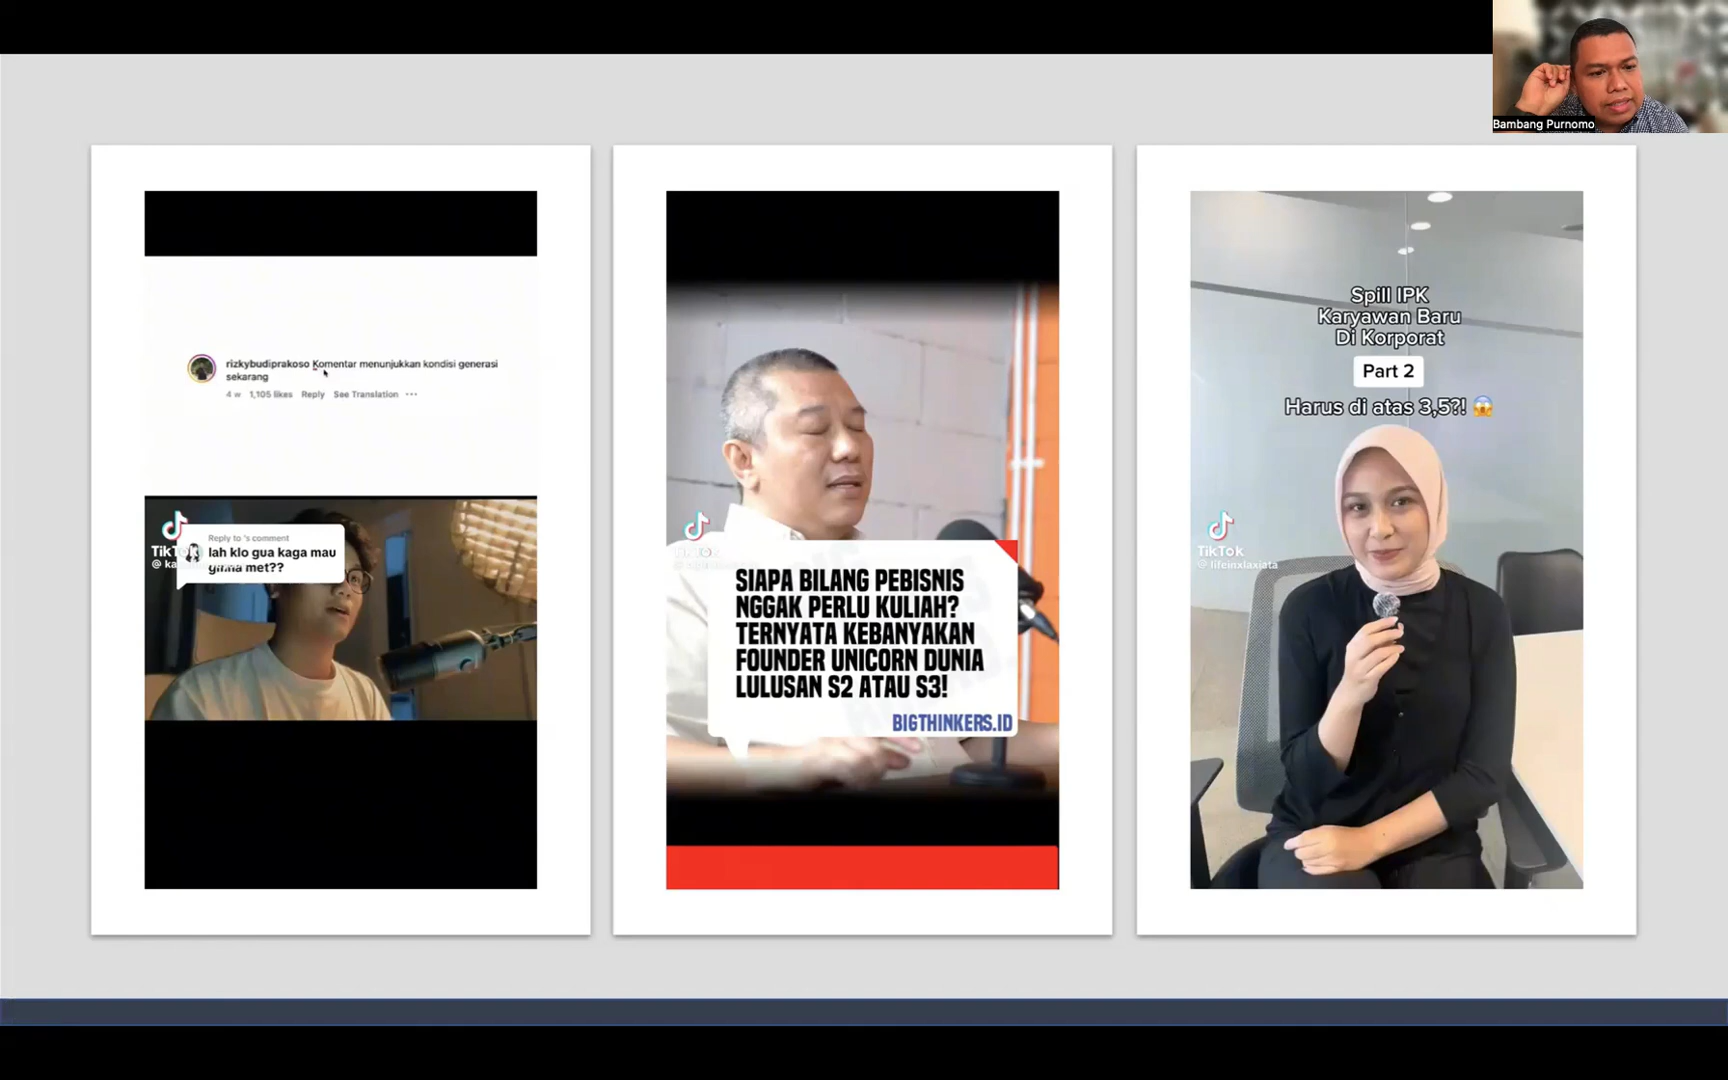 Bambang Purnomo
rizkybudiprakoso Komentar menunjukkan kondisi generasi
sekarang
4 w 1,105 likes Reply See Translation ...
TikTok
@ ka
Reply to 's comment
lah klo gua kaga mau
met??
SIAPA BILANG PEBISNIS
NGGAK PERLU KULIAH?
TERNYATA KEBANYAKAN
FOUNDER UNICORN DUNIA
LULUSAN S2 ATAU S3!
BIGTHINKERS.ID
TikTok
Spill IPK
Karyawan Baru
Di Korporat
Part 2
Harus di atas 3,5?! 😱
TikTok
@ lifeinxlaxiata